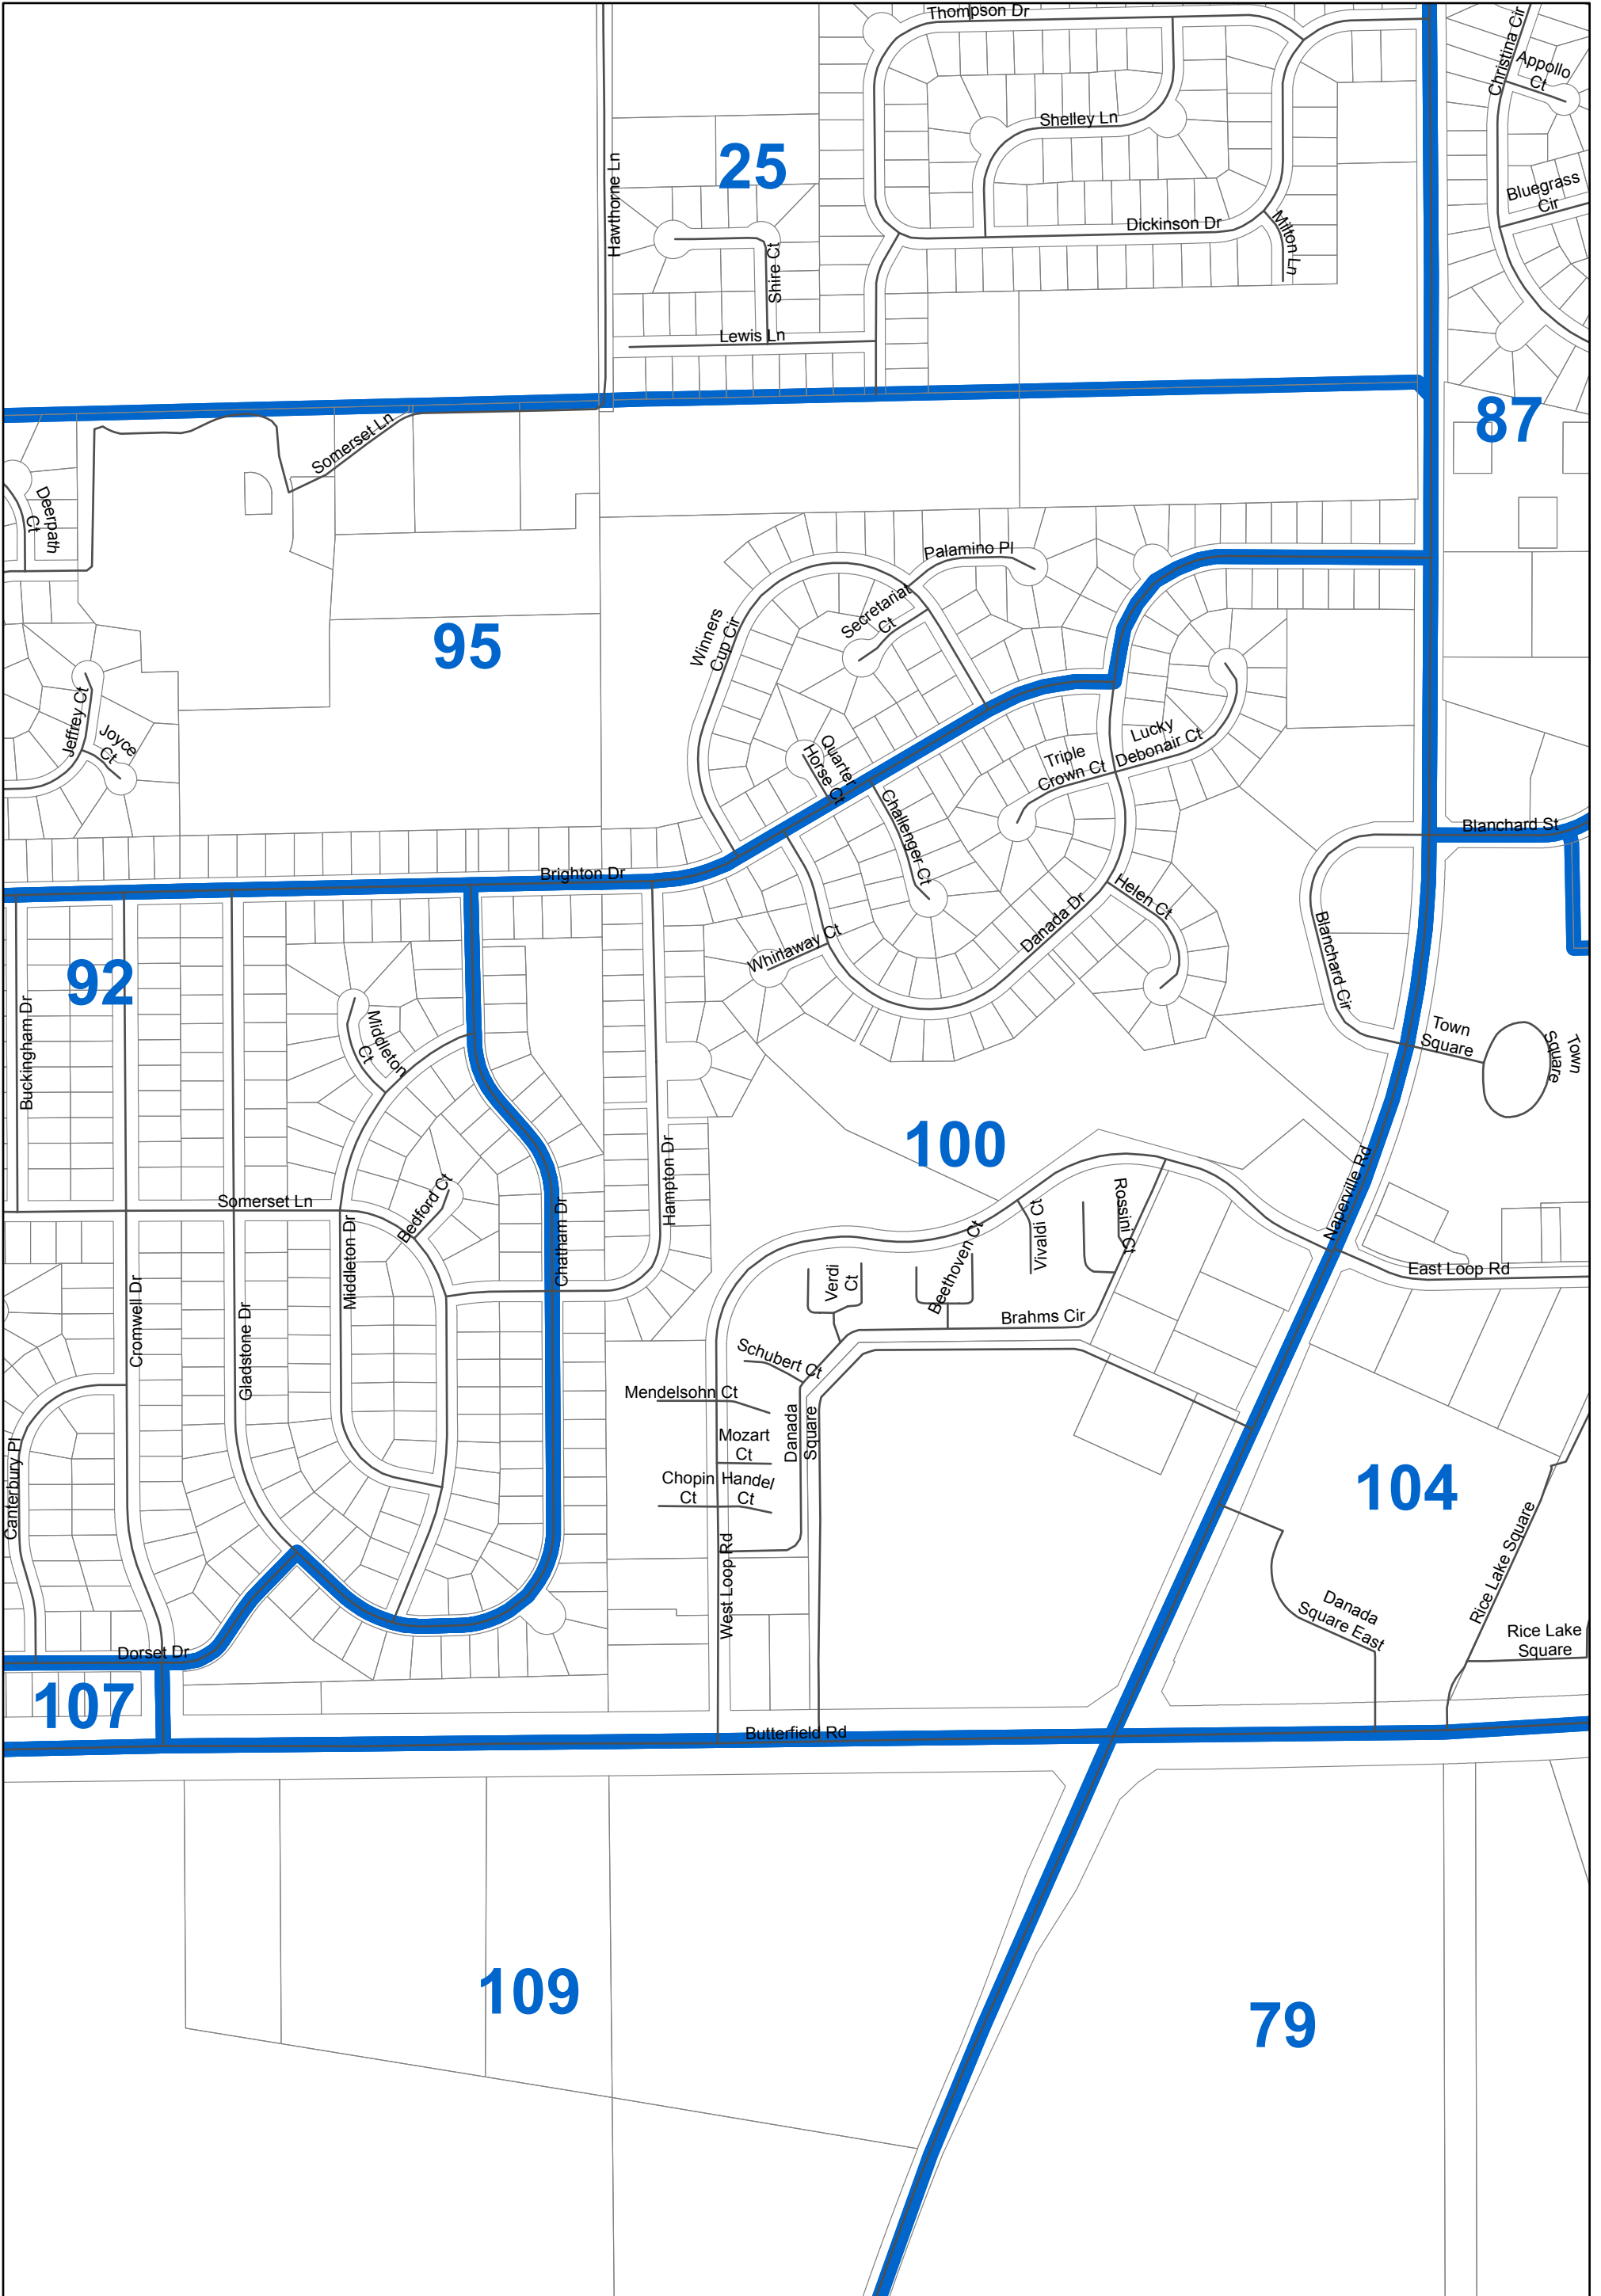 Thompson Dr
Christina Cir
Appollo
Ct
Shelley Ln
25
Hawthorne Ln
Bluegrass
Cir
Dickinson Dr
Milton Ln
Shire Ct
Lewis Ln
87
Somerset Ln
Deerpath
Ct
Palamino Pl
Secretariat
Ct
Winners
Cup Cir
95
Jeffrey Ct
Joyce
Ct
Quarter
Horse Ct
Lucky
Debonair Ct
Triple
Crown Ct
Challenger Ct
Blanchard St
Brighton Dr
Helen Ct
Danada Dr
Whirlaway Ct
Blanchard Cir
92
Buckingham Dr
Middleton
Ct
Town
Square
Town
Square
100
Hampton Dr
Naperville Rd
Somerset Ln
Bedford Ct
Rossini Ct
Vivaldi Ct
Chatham Dr
Middleton Dr
Beethoven Ct
Verdi
Ct
East Loop Rd
Cromwell Dr
Gladstone Dr
Brahms Cir
Schubert Ct
Mendelsohn Ct
Danada
Square
Mozart
Ct
Canterbury Pl
Chopin
Ct
Handel
Ct
104
Rice Lake Square
West Loop Rd
Danada
Square East
Rice Lake
Square
Dorset Dr
107
Butterfield Rd
109
79